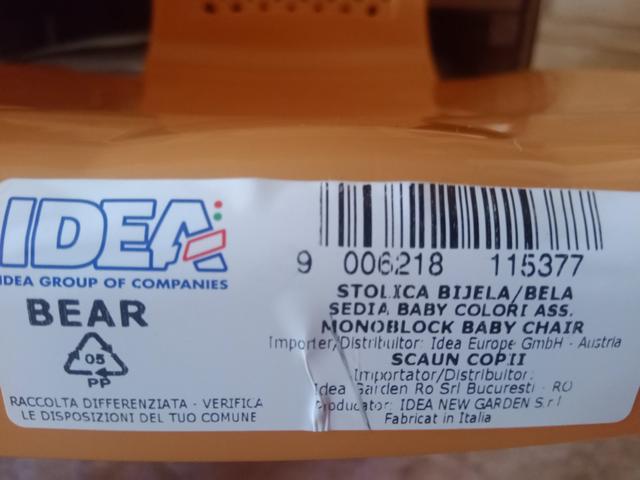 IDEA
IDEA GROUP OF COMPANIES
BEAR
05
PP
RACCOLTA DIFFERENZIATA - VERIFICA
LE DISPOSIZIONI DEL TUO COMUNE
9 006218 115377
STOLICA BIJELA/BELA
SEDIA BABY COLORI ASS.
MONOBLOCK BABY CHAIR
Importer/Distributor: Idea Europe GmbH - Austria
SCAUN COPII
Importator/Distribuitor:
Idea Garden Ro Srl Bucuresti - RO
Producator: IDEA NEW GARDEN S.r.l
Fabricat in Italia